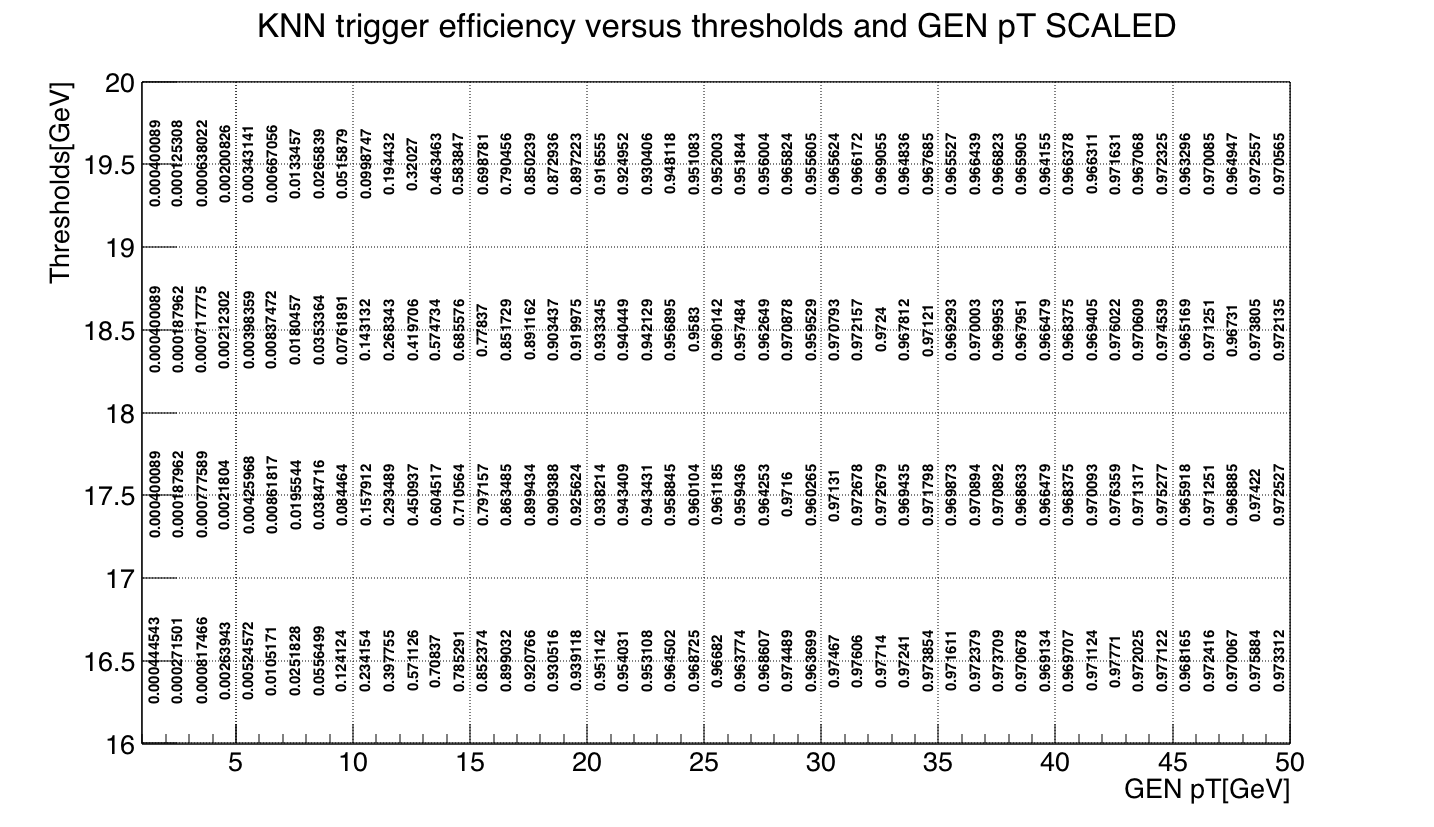 KNN trigger efficiency versus thresholds and GEN pT SCALED
Thresholds[GeV]
20
0.000400089 0.000125308 0.000638022 0.00200826 0.00343141 0.00667056 0.0133457 0.0265839 0.0515879 0.0998747 0.194432 0.32027 0.463463 0.583847 0.698781 0.790456 0.850239 0.872936 0.897223 0.916555 0.924952 0.930406 0.948118 0.951083 0.952003 0.951844 0.956004 0.965824 0.955605 0.965624 0.966172 0.969055 0.964836 0.967685 0.965527 0.966439 0.966823 0.965905 0.964155 0.966378 0.966311 0.971631 0.967068 0.972325 0.963296 0.970085 0.964947 0.972557 0.970565
19.5
19
0.000400089 0.000187962 0.000717775 0.00212302 0.00398359 0.00837472 0.0180457 0.0353364 0.0761891 0.143132 0.268343 0.419706 0.574734 0.685576 0.77837 0.851729 0.891162 0.903437 0.919975 0.933345 0.940449 0.942129 0.956895 0.9583 0.960142 0.957484 0.962649 0.970878 0.959529 0.970793 0.972157 0.9724 0.967812 0.97121 0.969293 0.970003 0.969953 0.967951 0.966479 0.968375 0.969405 0.976022 0.970609 0.974539 0.965169 0.971251 0.96731 0.973805 0.972135
18.5
18
0.000400089 0.000187962 0.000777589 0.0021804 0.00425968 0.00861817 0.0195544 0.0384716 0.084464 0.157912 0.293489 0.450937 0.604517 0.710564 0.797157 0.863485 0.899434 0.909388 0.925624 0.938214 0.943409 0.943431 0.958845 0.960104 0.961185 0.959436 0.964253 0.9716 0.960265 0.97131 0.972678 0.972679 0.969435 0.971798 0.969873 0.970894 0.970892 0.968633 0.966479 0.968375 0.970093 0.976359 0.971317 0.975277 0.965918 0.971251 0.968885 0.97422 0.972527
17.5
17
0.000444543 0.000271501 0.000817466 0.00263943 0.00524572 0.0105171 0.0251828 0.0556499 0.124124 0.234154 0.397755 0.571126 0.70837 0.785291 0.852374 0.899032 0.920766 0.930516 0.939118 0.951142 0.954031 0.953108 0.964502 0.968725 0.96682 0.963774 0.968607 0.974489 0.963699 0.97467 0.97606 0.97714 0.97241 0.973854 0.971611 0.972379 0.973709 0.970678 0.969134 0.969707 0.971124 0.97771 0.972025 0.977122 0.968165 0.972416 0.970067 0.975884 0.973312
16.5
16
5 10 15 20 25 30 35 40 45 50
GEN pT[GeV]